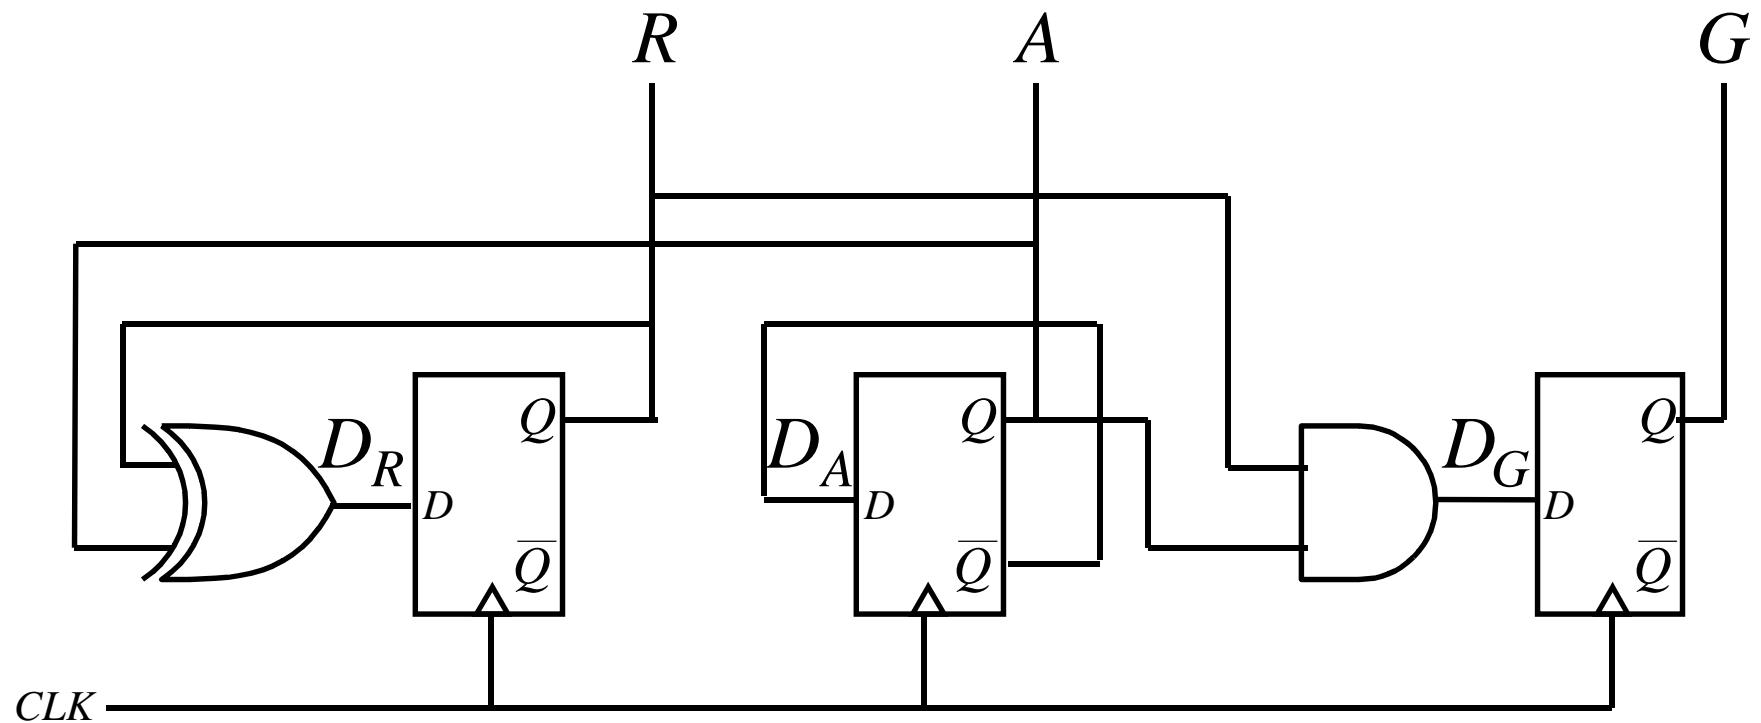 R A G
Q Q Q
D_R D_A D_G
D D D
Q̅ Q̅ Q̅
CLK